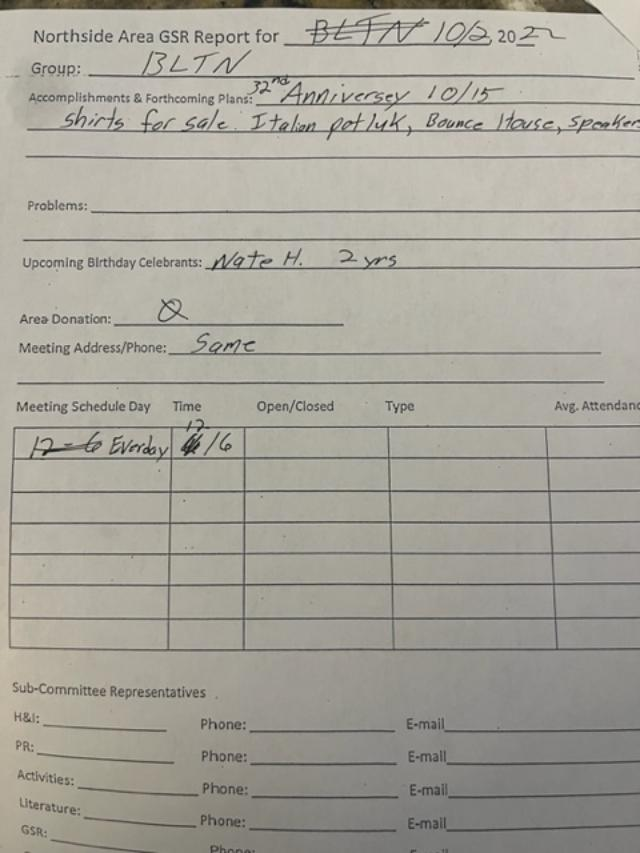 Northside Area GSR Report for BLTN 10/2, 2022
Group: BLTN
Accomplishments & Forthcoming Plans: 32nd Anniversey 10/15
shirts for sale. Italian potluk, Bounce House, speaker
Problems:
Upcoming Birthday Celebrants: Nate H. 2 yrs
Area Donation: 0
Meeting Address/Phone: Same
Meeting Schedule Day Time Open/Closed Type Avg. Attendanc
12-6 Everday 12/6
Sub-Committee Representatives
H&I: Phone: E-mail
PR: Phone: E-mail
Activities: Phone: E-mail
Literature: Phone: E-mail
GSR: Phone: